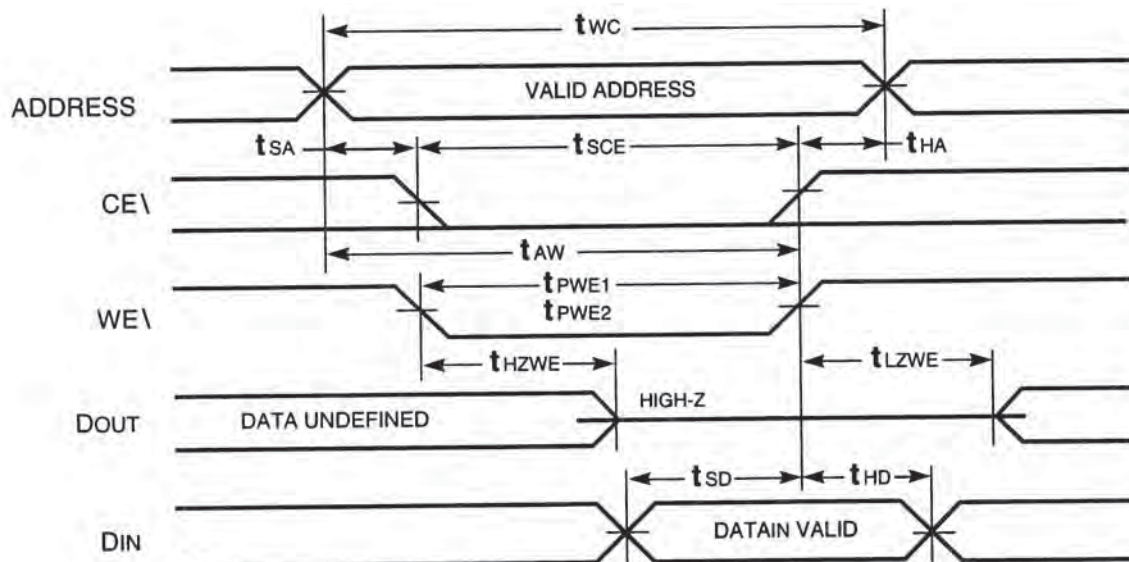 tWC
ADDRESS VALID ADDRESS
tSA tSCE tHA
CE\
tAW
tPWE1
WE\ tPWE2
tHZWE tLZWE
DOUT DATA UNDEFINED HIGH-Z
tSD tHD
DIN DATAIN VALID